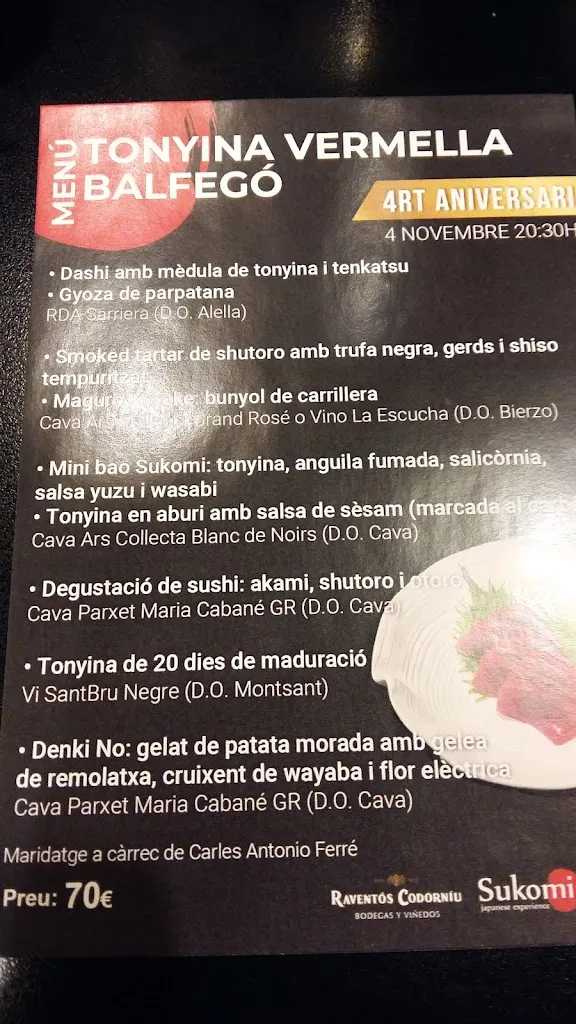 MENÚ
TONYINA VERMELLA
BALFEGÓ
4RT ANIVERSARI
4 NOVEMBRE 20:30H
• Dashi amb mèdula de tonyina i tenkatsu
• Gyoza de parpatana
RDA Sarriera (D.O. Alella)
• Smoked tartar de shutoro amb trufa negra, gerds i shiso
tempuritzat
• Maguro bunyol de carrillera
Cava Ars Grand Rosé o Vino La Escucha (D.O. Bierzo)
• Mini bao Sukomi: tonyina, anguila fumada, salicòrnia,
salsa yuzu i wasabi
• Tonyina en aburi amb salsa de sèsam (marcada al
Cava Ars Collecta Blanc de Noirs (D.O. Cava)
• Degustació de sushi: akami, shutoro i otoro
Cava Parxet Maria Cabané GR (D.O. Cava)
• Tonyina de 20 dies de maduració
Vi SantBru Negre (D.O. Montsant)
• Denki No: gelat de patata morada amb gelea
de remolatxa, cruixent de wayaba i flor elèctrica
Cava Parxet Maria Cabané GR (D.O. Cava)
Maridatge a càrrec de Carles Antonio Ferré
Preu: 70€
RAVENTÓS CODORNÍU
BODEGAS Y VIÑEDOS
Sukomi
japanese experience